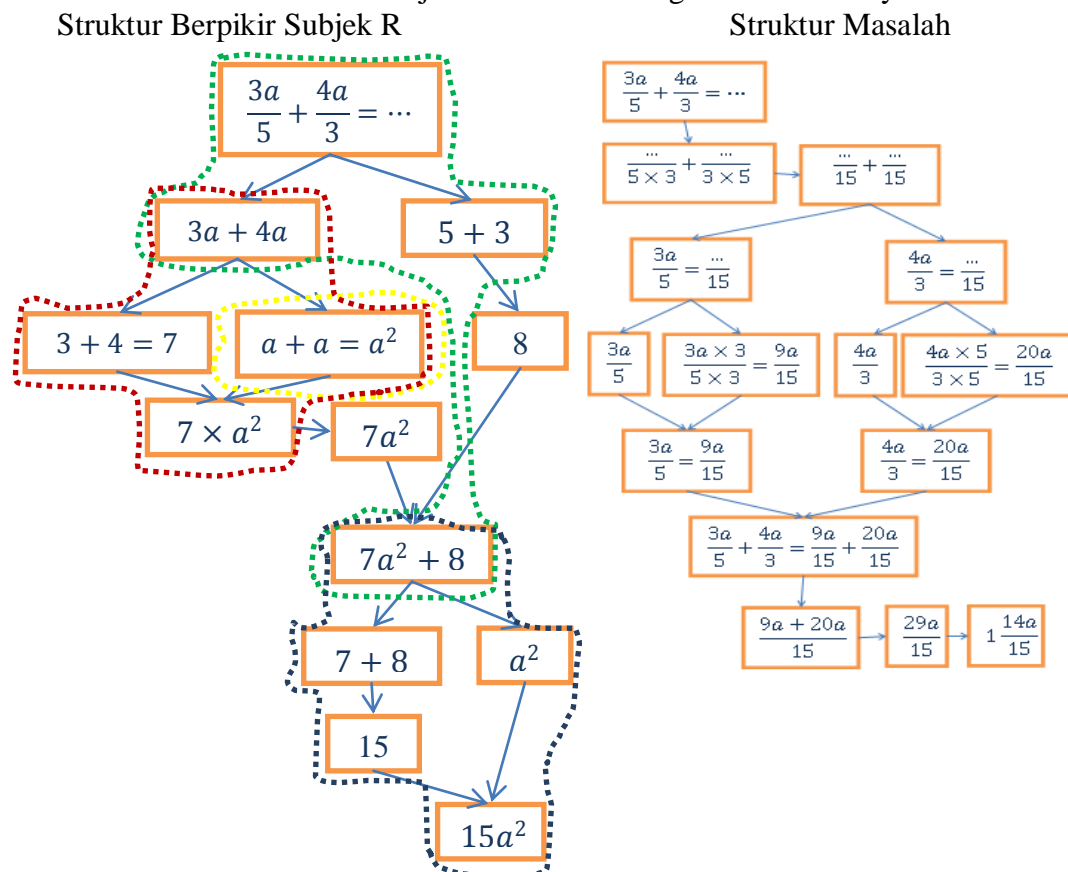 Struktur Berpikir Subjek R
3a/5 + 4a/3 = ⋯
3a + 4a
5 + 3
3 + 4 = 7
a + a = a²
8
7 × a²
7a²
7a² + 8
7 + 8
a²
15
15a²
Struktur Masalah
3a/5 + 4a/3 = ⋯
.../(5 × 3) + .../(3 × 5)
.../15 + .../15
3a/5 = .../15
4a/3 = .../15
3a/5
(3a × 3)/(5 × 3) = 9a/15
4a/3
(4a × 5)/(3 × 5) = 20a/15
3a/5 = 9a/15
4a/3 = 20a/15
3a/5 + 4a/3 = 9a/15 + 20a/15
(9a + 20a)/15
29a/15
1 14a/15